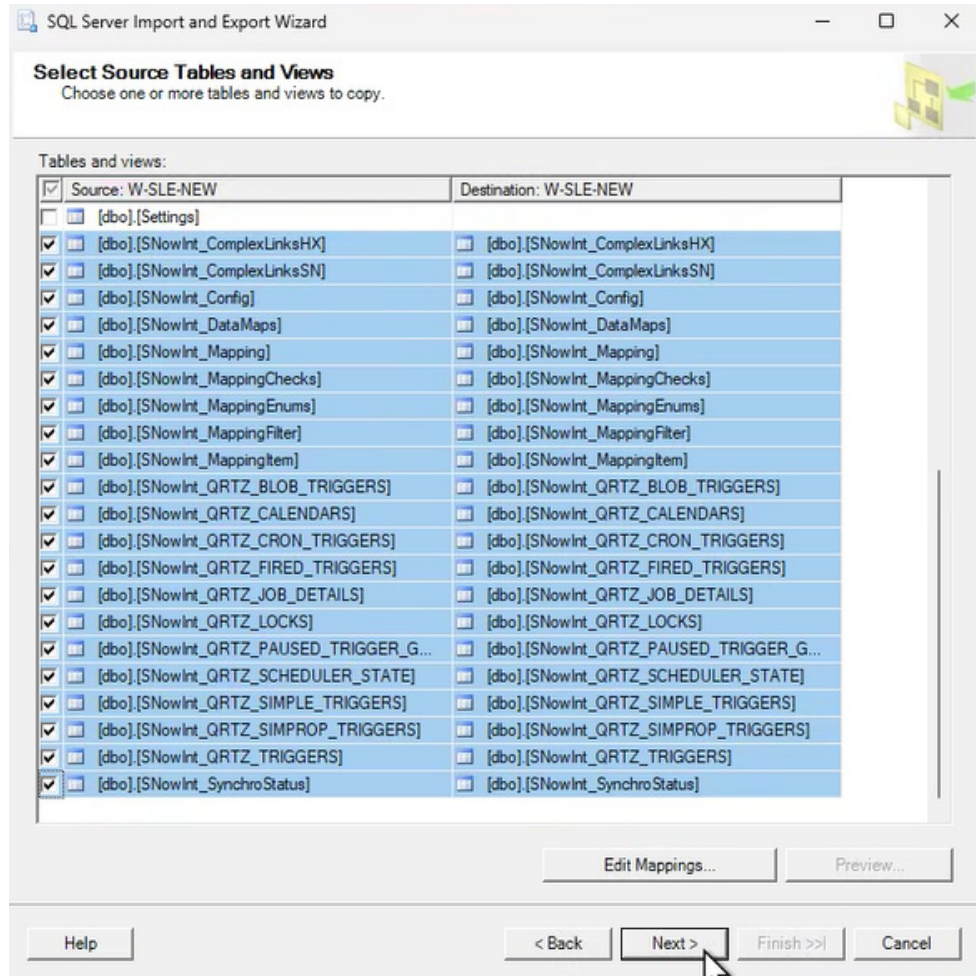 SQL Server Import and Export Wizard
Select Source Tables and Views
Choose one or more tables and views to copy.
Tables and views:
Source: W-SLE-NEW Destination: W-SLE-NEW
[dbo].[Settings]
[dbo].[SNowInt_ComplexLinksHX] [dbo].[SNowInt_ComplexLinksHX]
[dbo].[SNowInt_ComplexLinksSN] [dbo].[SNowInt_ComplexLinksSN]
[dbo].[SNowInt_Config] [dbo].[SNowInt_Config]
[dbo].[SNowInt_DataMaps] [dbo].[SNowInt_DataMaps]
[dbo].[SNowInt_Mapping] [dbo].[SNowInt_Mapping]
[dbo].[SNowInt_MappingChecks] [dbo].[SNowInt_MappingChecks]
[dbo].[SNowInt_MappingEnums] [dbo].[SNowInt_MappingEnums]
[dbo].[SNowInt_MappingFilter] [dbo].[SNowInt_MappingFilter]
[dbo].[SNowInt_MappingItem] [dbo].[SNowInt_MappingItem]
[dbo].[SNowInt_QRTZ_BLOB_TRIGGERS] [dbo].[SNowInt_QRTZ_BLOB_TRIGGERS]
[dbo].[SNowInt_QRTZ_CALENDARS] [dbo].[SNowInt_QRTZ_CALENDARS]
[dbo].[SNowInt_QRTZ_CRON_TRIGGERS] [dbo].[SNowInt_QRTZ_CRON_TRIGGERS]
[dbo].[SNowInt_QRTZ_FIRED_TRIGGERS] [dbo].[SNowInt_QRTZ_FIRED_TRIGGERS]
[dbo].[SNowInt_QRTZ_JOB_DETAILS] [dbo].[SNowInt_QRTZ_JOB_DETAILS]
[dbo].[SNowInt_QRTZ_LOCKS] [dbo].[SNowInt_QRTZ_LOCKS]
[dbo].[SNowInt_QRTZ_PAUSED_TRIGGER_G... [dbo].[SNowInt_QRTZ_PAUSED_TRIGGER_G...
[dbo].[SNowInt_QRTZ_SCHEDULER_STATE] [dbo].[SNowInt_QRTZ_SCHEDULER_STATE]
[dbo].[SNowInt_QRTZ_SIMPLE_TRIGGERS] [dbo].[SNowInt_QRTZ_SIMPLE_TRIGGERS]
[dbo].[SNowInt_QRTZ_SIMPROP_TRIGGERS] [dbo].[SNowInt_QRTZ_SIMPROP_TRIGGERS]
[dbo].[SNowInt_QRTZ_TRIGGERS] [dbo].[SNowInt_QRTZ_TRIGGERS]
[dbo].[SNowInt_SynchroStatus] [dbo].[SNowInt_SynchroStatus]
Edit Mappings... Preview...
Help < Back Next > Finish >>| Cancel